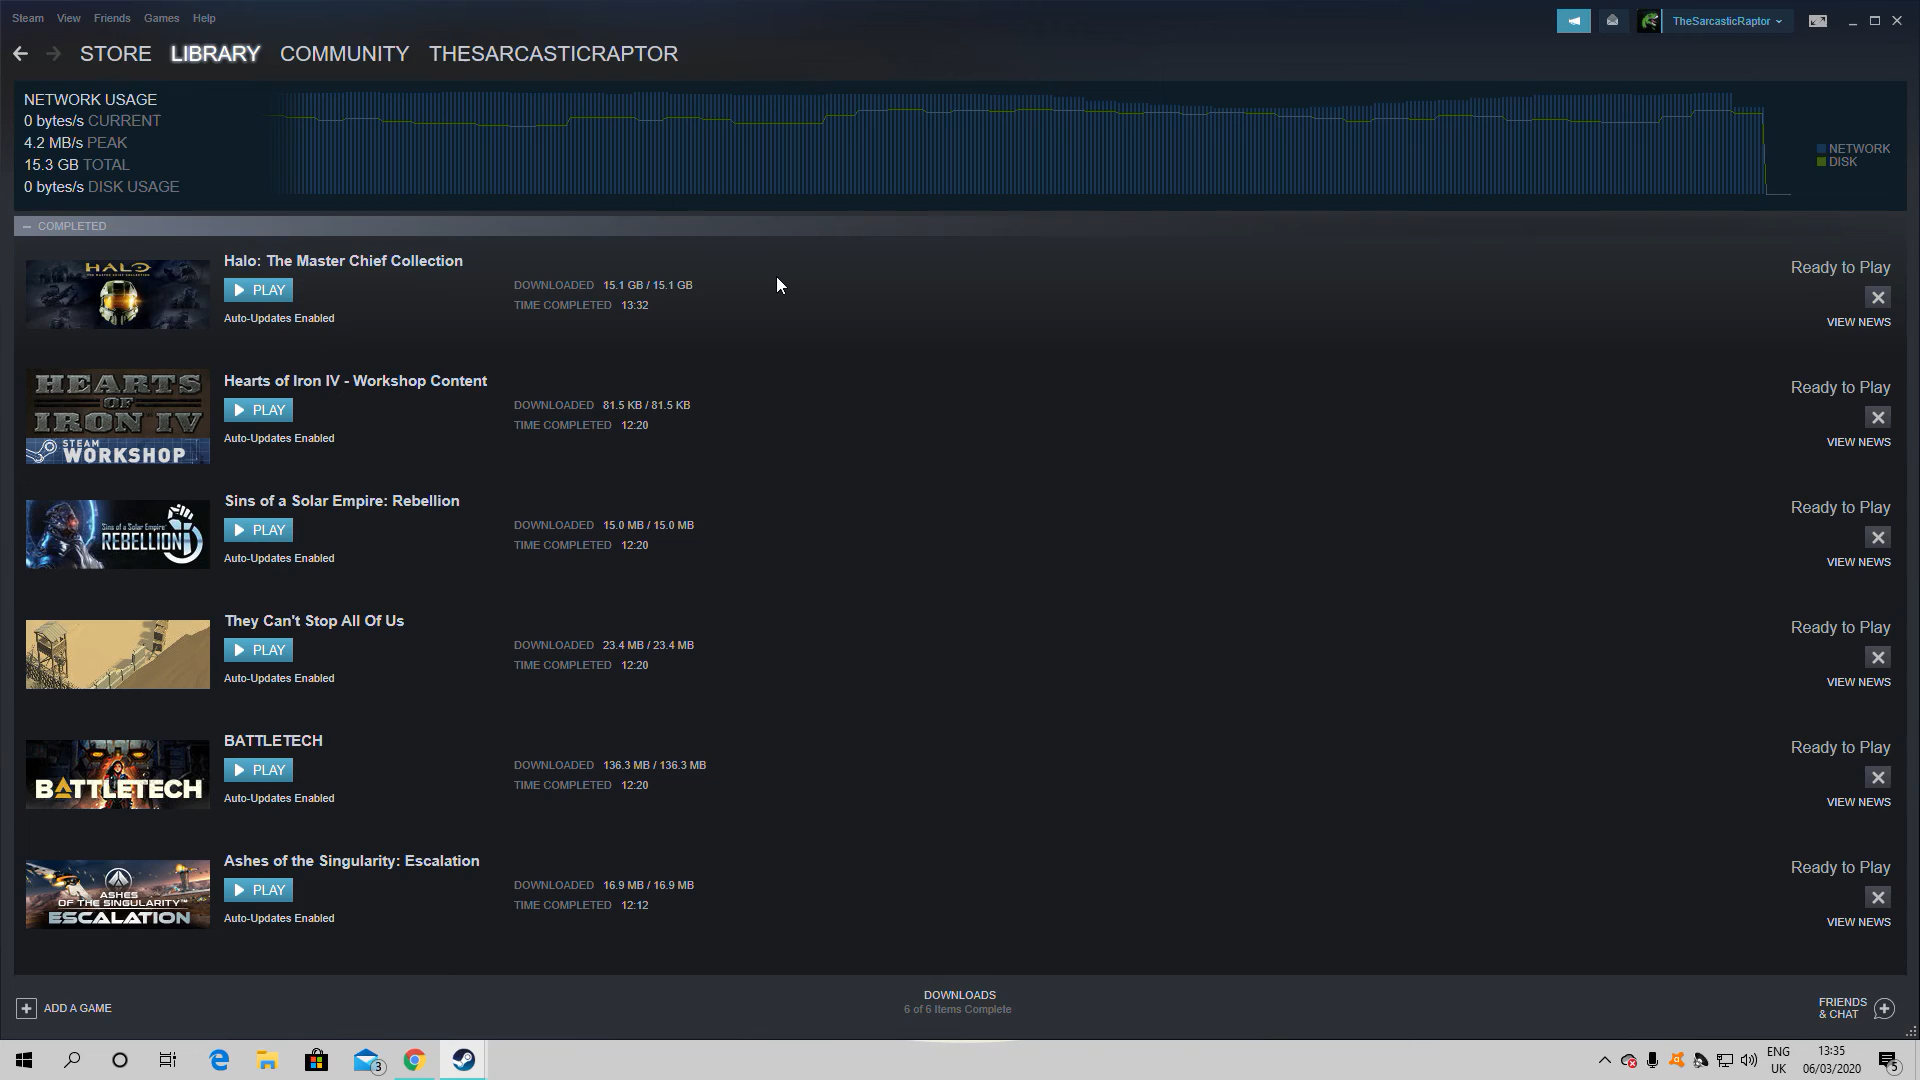 Steam View Friends Games Help
TheSarcasticRaptor
STORE LIBRARY COMMUNITY THESARCASTICRAPTOR
NETWORK USAGE
0 bytes/s CURRENT
4.2 MB/s PEAK
15.3 GB TOTAL
0 bytes/s DISK USAGE
NETWORK
DISK
COMPLETED
HALO
Halo: The Master Chief Collection
PLAY
Auto-Updates Enabled
DOWNLOADED 15.1 GB / 15.1 GB
TIME COMPLETED 13:32
Ready to Play
VIEW NEWS
HEARTS
OF
IRON IV
STEAM
WORKSHOP
Hearts of Iron IV - Workshop Content
PLAY
Auto-Updates Enabled
DOWNLOADED 81.5 KB / 81.5 KB
TIME COMPLETED 12:20
Ready to Play
VIEW NEWS
Sins of a Solar Empire
REBELLION
Sins of a Solar Empire: Rebellion
PLAY
Auto-Updates Enabled
DOWNLOADED 15.0 MB / 15.0 MB
TIME COMPLETED 12:20
Ready to Play
VIEW NEWS
They Can't Stop All Of Us
PLAY
Auto-Updates Enabled
DOWNLOADED 23.4 MB / 23.4 MB
TIME COMPLETED 12:20
Ready to Play
VIEW NEWS
BATTLETECH
BATTLETECH
PLAY
Auto-Updates Enabled
DOWNLOADED 136.3 MB / 136.3 MB
TIME COMPLETED 12:20
Ready to Play
VIEW NEWS
ASHES
OF THE SINGULARITY™
ESCALATION
Ashes of the Singularity: Escalation
PLAY
Auto-Updates Enabled
DOWNLOADED 16.9 MB / 16.9 MB
TIME COMPLETED 12:12
Ready to Play
VIEW NEWS
ADD A GAME
DOWNLOADS
6 of 6 Items Complete
FRIENDS
& CHAT
3
ENG
UK
13:35
06/03/2020
5